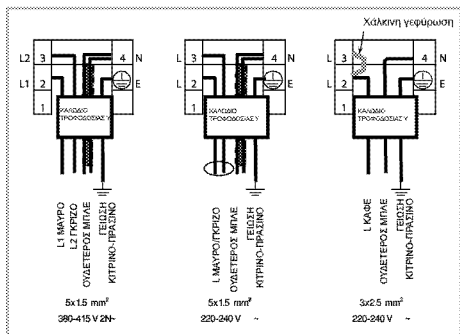 Χάλκινη γεφύρωση
L2 3 4 N
L1 2 E
1
ΚΑΛΩΔΙΟ
ΤΡΟΦΟΔΟΣΙΑΣ Υ
L1 ΜΑΥΡΟ
L2 ΓΚΡΙΖΟ
ΟΥΔΕΤΕΡΟΣ ΜΠΛΕ
ΓΕΙΩΣΗ
ΚΙΤΡΙΝΟ-ΠΡΑΣΙΝΟ
5x1.5 mm²
380-415 V 2N~
L 3 4 N
L 2 E
1
ΚΑΛΩΔΙΟ
ΤΡΟΦΟΔΟΣΙΑΣ Υ
L ΜΑΥΡΟ/ΓΚΡΙΖΟ
ΟΥΔΕΤΕΡΟΣ ΜΠΛΕ
ΓΕΙΩΣΗ
ΚΙΤΡΙΝΟ-ΠΡΑΣΙΝΟ
5x1.5 mm²
220-240 V ~
L 3 4 N
L 2 E
1
ΚΑΛΩΔΙΟ
ΤΡΟΦΟΔΟΣΙΑΣ Υ
L ΚΑΦΕ
ΟΥΔΕΤΕΡΟΣ ΜΠΛΕ
ΓΕΙΩΣΗ
ΚΙΤΡΙΝΟ-ΠΡΑΣΙΝΟ
3x2.5 mm²
220-240 V ~